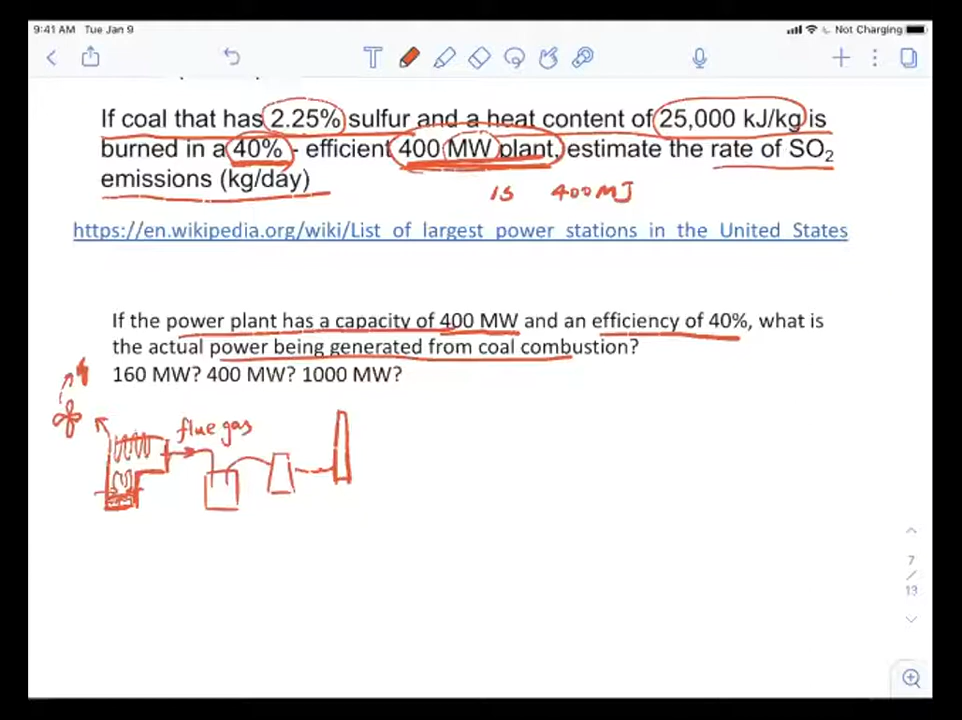 9:41 AM Tue Jan 9
Not Charging
If coal that has 2.25% sulfur and a heat content of 25,000 kJ/kg is
burned in a 40% - efficient 400 MW plant, estimate the rate of SO₂
emissions (kg/day)
1s 400MJ
https://en.wikipedia.org/wiki/List_of_largest_power_stations_in_the_United_States
If the power plant has a capacity of 400 MW and an efficiency of 40%, what is
the actual power being generated from coal combustion?
160 MW? 400 MW? 1000 MW?
flue gas
7
/
13